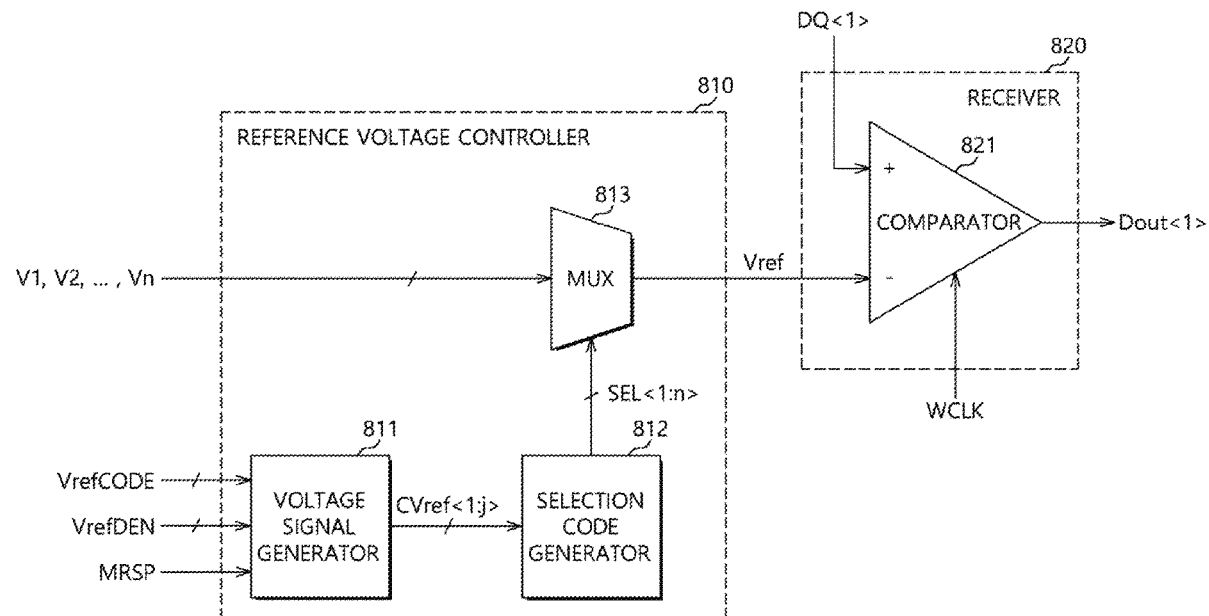 DQ<1>
820
810
RECEIVER
REFERENCE VOLTAGE CONTROLLER
821
+
813
COMPARATOR
Dout<1>
V1, V2, ... , Vn
MUX
Vref
-
SEL<1:n>
WCLK
811
812
VrefCODE
VrefDEN
MRSP
VOLTAGE
SIGNAL
GENERATOR
CVref<1:j>
SELECTION
CODE
GENERATOR